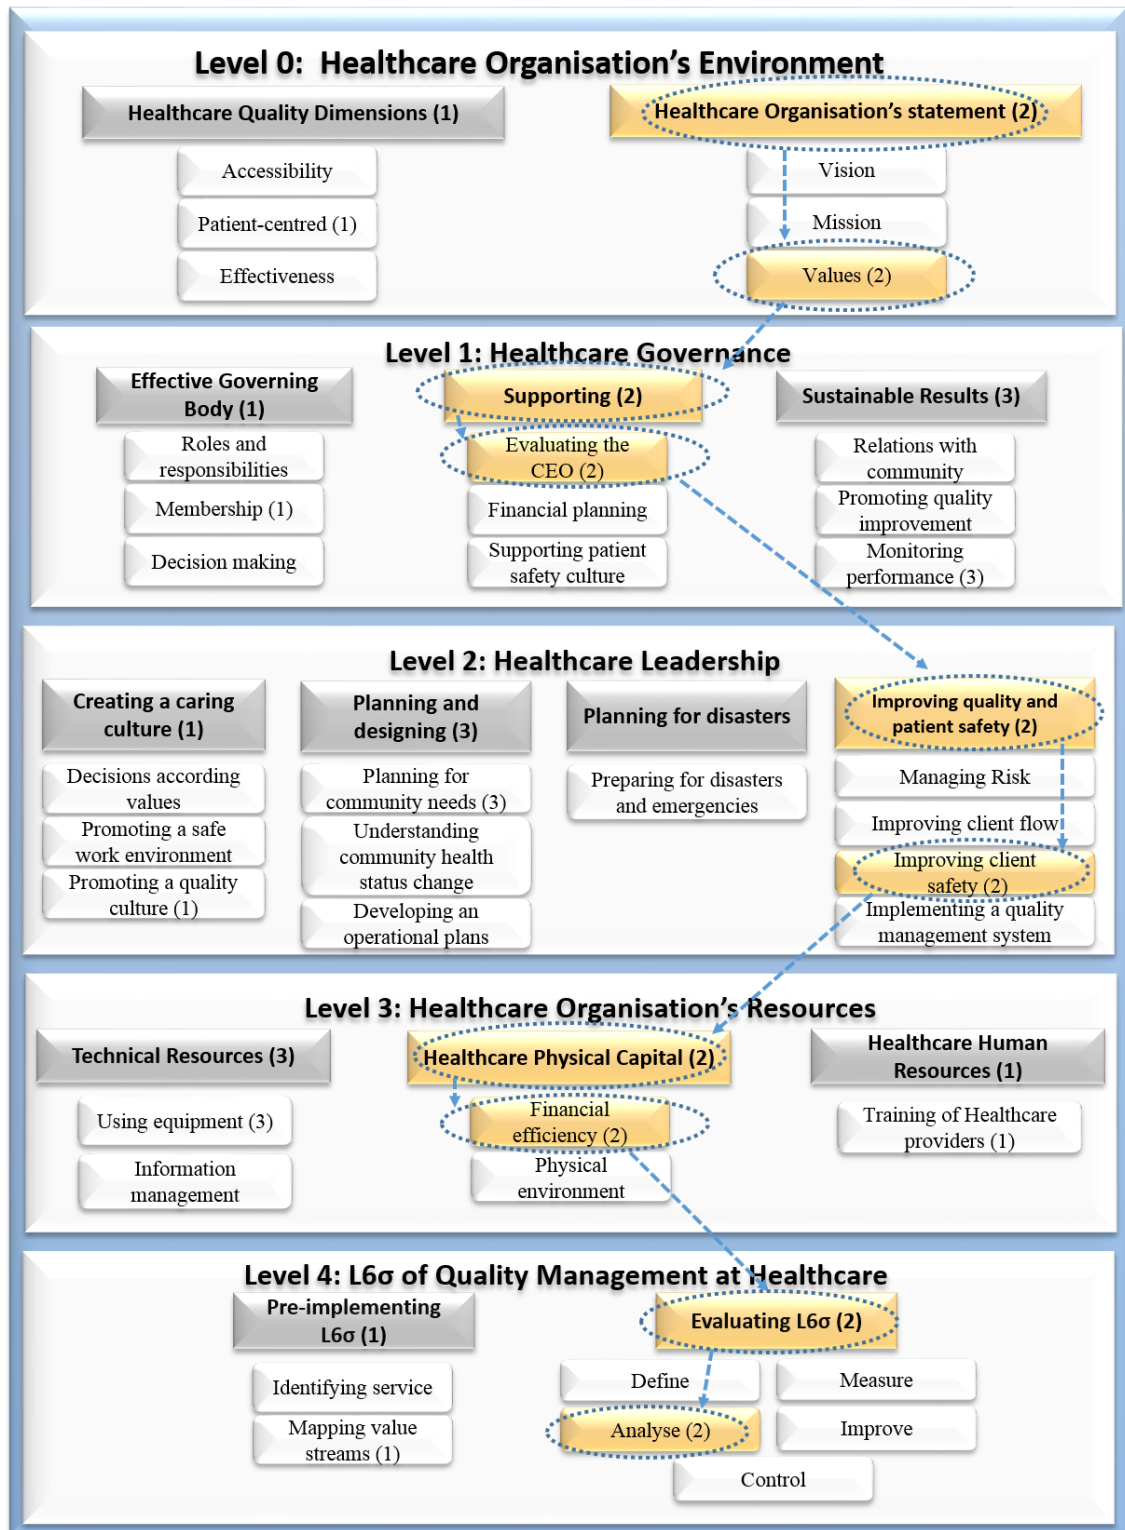 Level 0:  Healthcare Organisation's Environment
Healthcare Quality Dimensions (1)
Accessibility
Patient-centred (1)
Effectiveness
Healthcare Organisation's statement (2)
Vision
Mission
Values (2)
Level 1: Healthcare Governance
Effective Governing
Body (1)
Roles and
responsibilities
Membership (1)
Decision making
Supporting (2)
Evaluating the
CEO (2)
Financial planning
Supporting patient
safety culture
Sustainable Results (3)
Relations with
community
Promoting quality
improvement
Monitoring
performance (3)
Level 2: Healthcare Leadership
Creating a caring
culture (1)
Decisions according
values
Promoting a safe
work environment
Promoting a quality
culture (1)
Planning and
designing (3)
Planning for
community needs (3)
Understanding
community health
status change
Developing an
operational plans
Planning for disasters
Preparing for disasters
and emergencies
Improving quality and
patient safety (2)
Managing Risk
Improving client flow
Improving client
safety (2)
Implementing a quality
management system
Level 3: Healthcare Organisation's Resources
Technical Resources (3)
Using equipment (3)
Information
management
Healthcare Physical Capital (2)
Financial
efficiency (2)
Physical
environment
Healthcare Human
Resources (1)
Training of Healthcare
providers (1)
Level 4: L6σ of Quality Management at Healthcare
Pre-implementing
L6σ (1)
Identifying service
Mapping value
streams (1)
Evaluating L6σ (2)
Define
Measure
Analyse (2)
Improve
Control